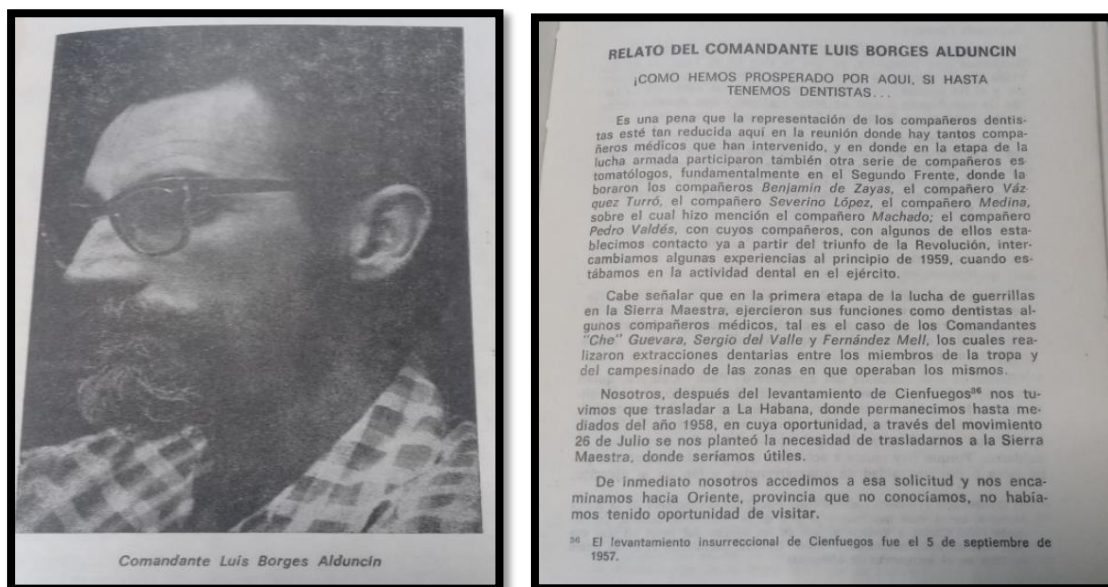 Comandante Luis Borges Alduncin
RELATO DEL COMANDANTE LUIS BORGES ALDUNCIN
¡COMO HEMOS PROSPERADO POR AQUI, SI HASTA
TENEMOS DENTISTAS...
Es una pena que la representación de los compañeros dentis-
tas esté tan reducida aquí en la reunión donde hay tantos compa-
ñeros médicos que han intervenido, y en donde en la etapa de la
lucha armada participaron también otra serie de compañeros es-
tomatólogos, fundamentalmente en el Segundo Frente, donde la
boraron los compañeros Benjamín de Zayas, el compañero Váz-
quez Turró, el compañero Severino López, el compañero Medina,
sobre el cual hizo mención el compañero Machado; el compañero
Pedro Valdés, con cuyos compañeros, con algunos de ellos esta-
blecimos contacto ya a partir del triunfo de la Revolución, inter-
cambiamos algunas experiencias al principio de 1959, cuando es-
tábamos en la actividad dental en el ejército.
Cabe señalar que en la primera etapa de la lucha de guerrillas
en la Sierra Maestra, ejercieron sus funciones como dentistas al-
gunos compañeros médicos, tal es el caso de los Comandantes
"Che" Guevara, Sergio del Valle y Fernández Mell, los cuales rea-
lizaron extracciones dentarias entre los miembros de la tropa y
del campesinado de las zonas en que operaban los mismos.
Nosotros, después del levantamiento de Cienfuegos³⁶ nos tu-
vimos que trasladar a La Habana, donde permanecimos hasta me-
diados del año 1958, en cuya oportunidad, a través del movimiento
26 de Julio se nos planteó la necesidad de trasladarnos a la Sierra
Maestra, donde seríamos útiles.
De inmediato nosotros accedimos a esa solicitud y nos enca-
minamos hacia Oriente, provincia que no conocíamos, no había-
mos tenido oportunidad de visitar.
³⁶ El levantamiento insurreccional de Cienfuegos fue el 5 de septiembre de
1957.